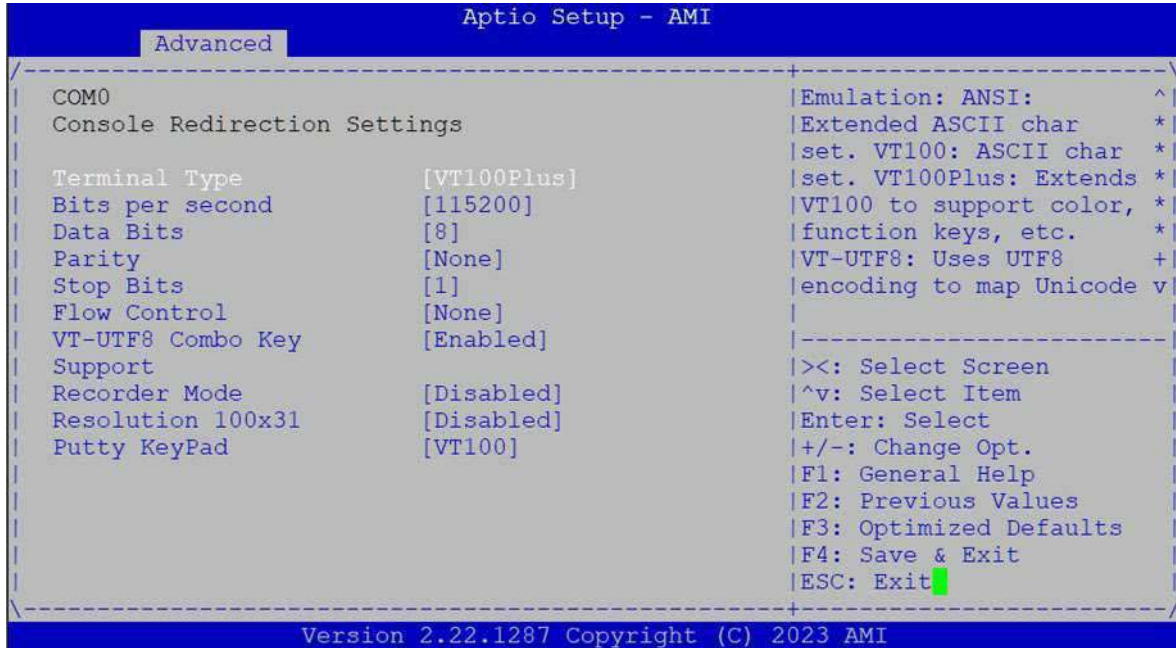 Aptio Setup – AMI
Advanced
/----------------------------------------------------+-------------------------\
| COM0 |Emulation: ANSI: ^|
| Console Redirection Settings |Extended ASCII char *|
| |set. VT100: ASCII char *|
| Terminal Type [VT100Plus] |set. VT100Plus: Extends *|
| Bits per second [115200] |VT100 to support color, *|
| Data Bits [8] |function keys, etc. *|
| Parity [None] |VT-UTF8: Uses UTF8 +|
| Stop Bits [1] |encoding to map Unicode v|
| Flow Control [None] | |
| VT-UTF8 Combo Key [Enabled] |-------------------------|
| Support |><: Select Screen |
| Recorder Mode [Disabled] |^v: Select Item |
| Resolution 100x31 [Disabled] |Enter: Select |
| Putty KeyPad [VT100] |+/-: Change Opt. |
| |F1: General Help |
| |F2: Previous Values |
| |F3: Optimized Defaults |
| |F4: Save & Exit |
| |ESC: Exit |
\----------------------------------------------------+-------------------------/
Version 2.22.1287 Copyright (C) 2023 AMI